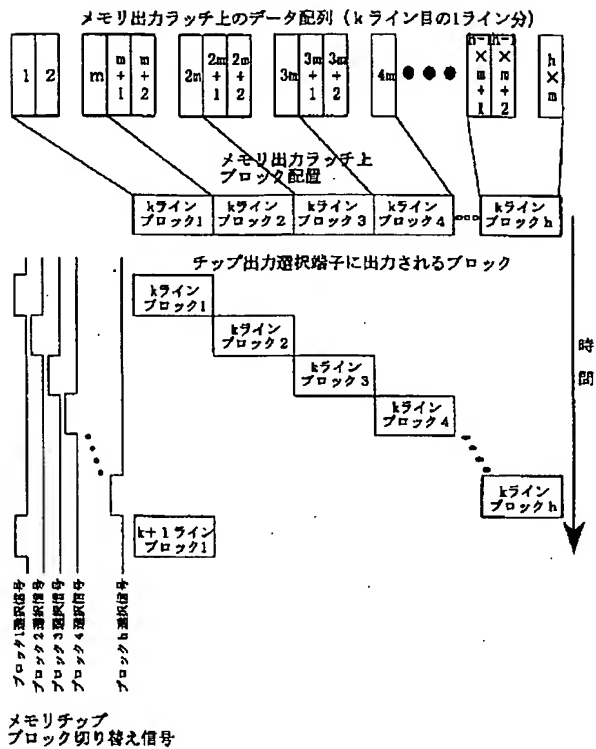 メモリ出力ラッチ上のデータ配列(kライン目の1ライン分)
1 2 m m+1 m+2 2m 2m+1 2m+2 3m 3m+1 3m+2 4m h-1×m+1 h-1×m+2 h×m
メモリ出力ラッチ上
ブロック配置
kライン
ブロック1
kライン
ブロック2
kライン
ブロック3
kライン
ブロック4
kライン
ブロックh
チップ出力選択端子に出力されるブロック
kライン
ブロック1
kライン
ブロック2
kライン
ブロック3
kライン
ブロック4
kライン
ブロックh
k+1ライン
ブロック1
時間
ブロック1選択信号
ブロック2選択信号
ブロック3選択信号
ブロック4選択信号
ブロックh選択信号
メモリチップ
ブロック切り替え信号